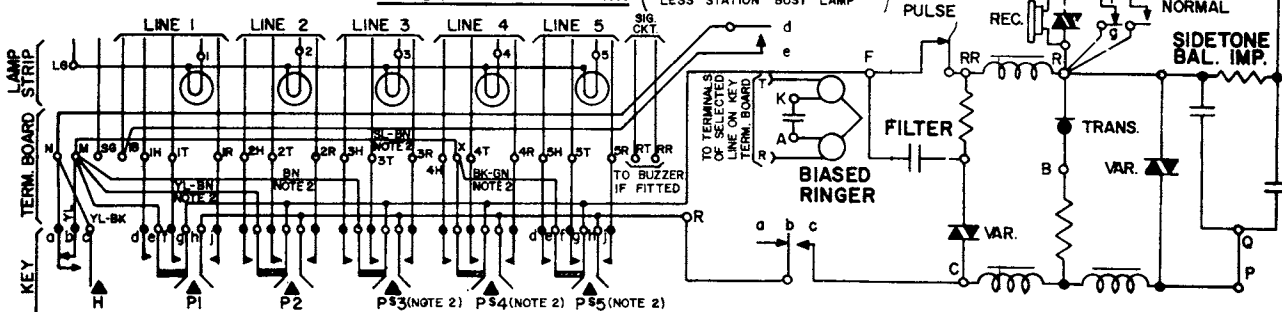 LESS STATION BUSY LAMP
PULSE
REC.
NORMAL
LINE 1 LINE 2 LINE 3 LINE 4 LINE 5
SIG. CKT.
d
e
g
SIDETONE
BAL. IMP.
LAMP STRIP
LG
1 2 3 4 5
F
RR
R
TO TERMINALS
OF SELECTED
LINE ON KEY
TERM. BOARD
T
K
A
R
FILTER
TRANS.
BIASED
RINGER
B
VAR.
TERM. BOARD
N M SG 1B 1H 1T 1R 2H 2T 2R 3H 3T 3R 4H X 4T 4R 5H 5T 5R RT RR
SL-BN
NOTE 2
BN
NOTE 2
BK-GN
NOTE 2
YL-BN
NOTE 2
TO BUZZER
IF FITTED
YL
YL-BK
R
a b c
VAR.
C
Q
P
KEY
a b c d e f g h j d e f g h j
H P1 P2 PS3 (NOTE 2) PS4 (NOTE 2) PS5 (NOTE 2)